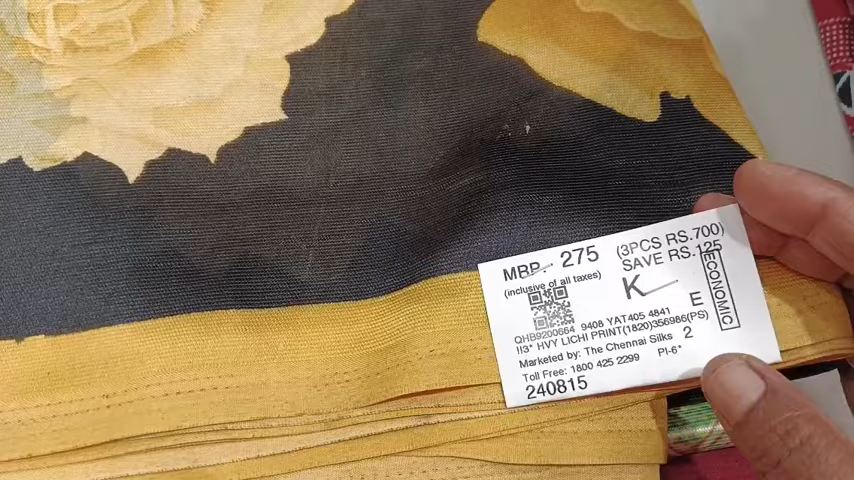 MRP. 275 (3PCS RS.700)
(inclusive of all taxes) SAVE RS.125
K
E
ECONOMIC
QHB9200664 9408 YAT405 4841
!!3* HVY LICHI PRINT(1820)356986(PS)
Marketed by: The Chennai Silks 2
Toll Free: 1800 425 2299 PI-6*
240815